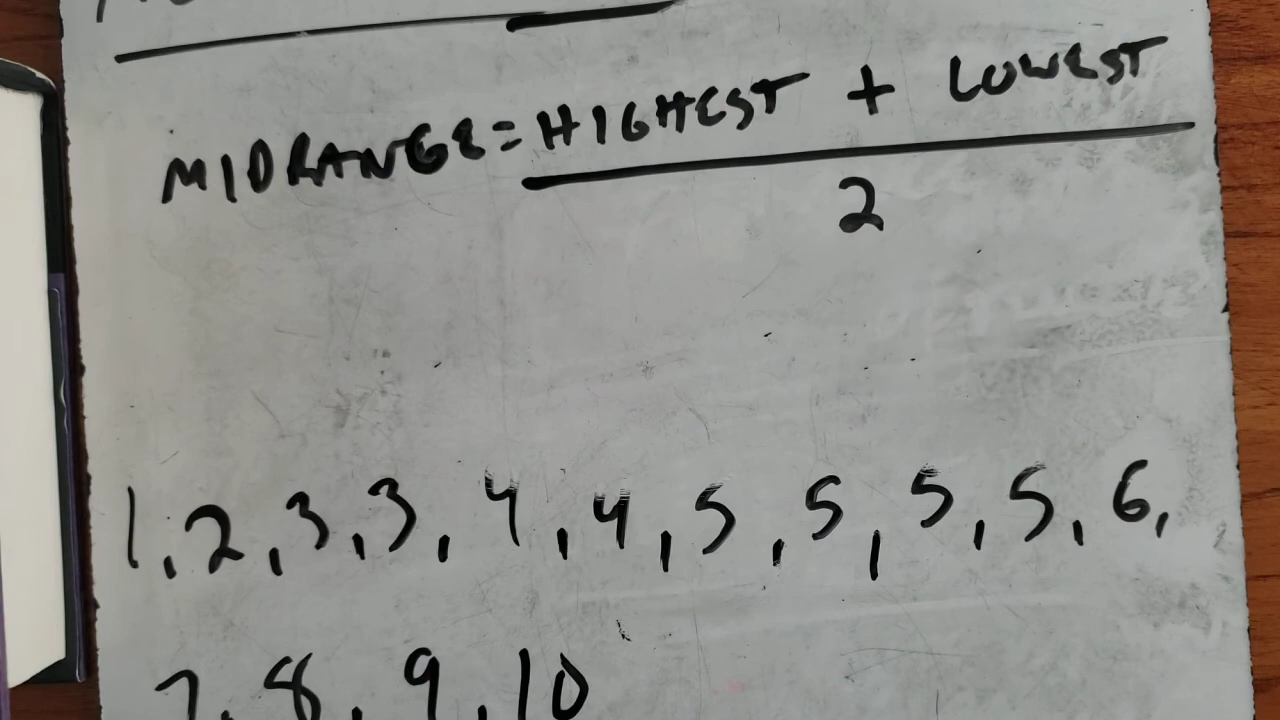 MIDRANGE = HIGHEST + LOWEST
2
1, 2, 3, 3, 4, 4, 5, 5, 5, 5, 6,
7, 8, 9, 10